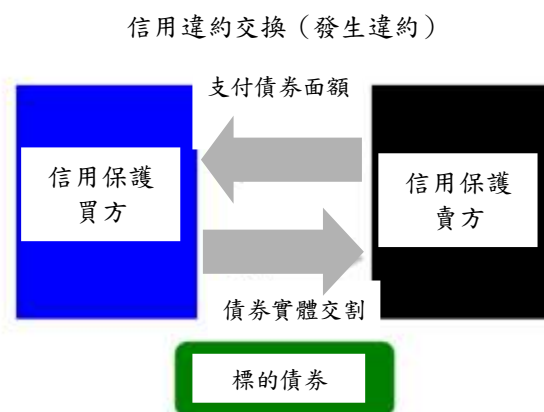 信用違約交換（發生違約）
支付債券面額
信用保護
買方
信用保護
賣方
債券實體交割
標的債券